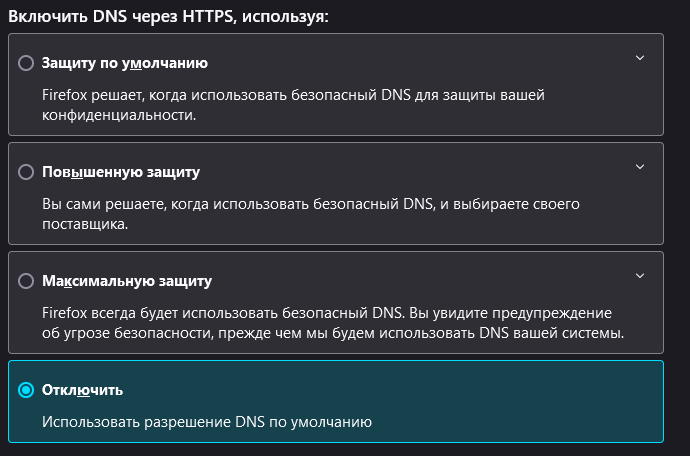 Включить DNS через HTTPS, используя:
Защиту по умолчанию
Firefox решает, когда использовать безопасный DNS для защиты вашей
конфиденциальности.
Повышенную защиту
Вы сами решаете, когда использовать безопасный DNS, и выбираете своего
поставщика.
Максимальную защиту
Firefox всегда будет использовать безопасный DNS. Вы увидите предупреждение
об угрозе безопасности, прежде чем мы будем использовать DNS вашей системы.
Отключить
Использовать разрешение DNS по умолчанию